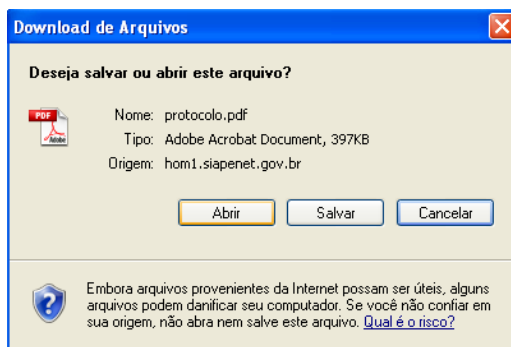 Download de Arquivos
Deseja salvar ou abrir este arquivo?
PDF
Adobe
Nome: protocolo.pdf
Tipo: Adobe Acrobat Document, 397KB
Origem: hom1.siapenet.gov.br
Abrir Salvar Cancelar
Embora arquivos provenientes da Internet possam ser úteis, alguns
arquivos podem danificar seu computador. Se você não confiar em
sua origem, não abra nem salve este arquivo. Qual é o risco?